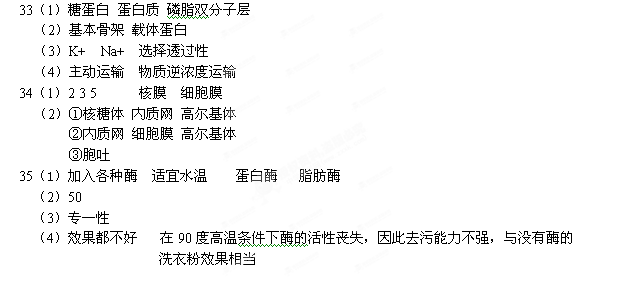 33（1）糖蛋白 蛋白质 磷脂双分子层
（2）基本骨架 载体蛋白
（3）K+ Na+ 选择透过性
（4）主动运输 物质逆浓度运输
34（1）2 3 5 核膜 细胞膜
（2）①核糖体 内质网 高尔基体
②内质网 细胞膜 高尔基体
③胞吐
35（1）加入各种酶 适宜水温 蛋白酶 脂肪酶
（2）50
（3）专一性
（4）效果都不好 在 90 度高温条件下酶的活性丧失，因此去污能力不强，与没有酶的
洗衣粉效果相当